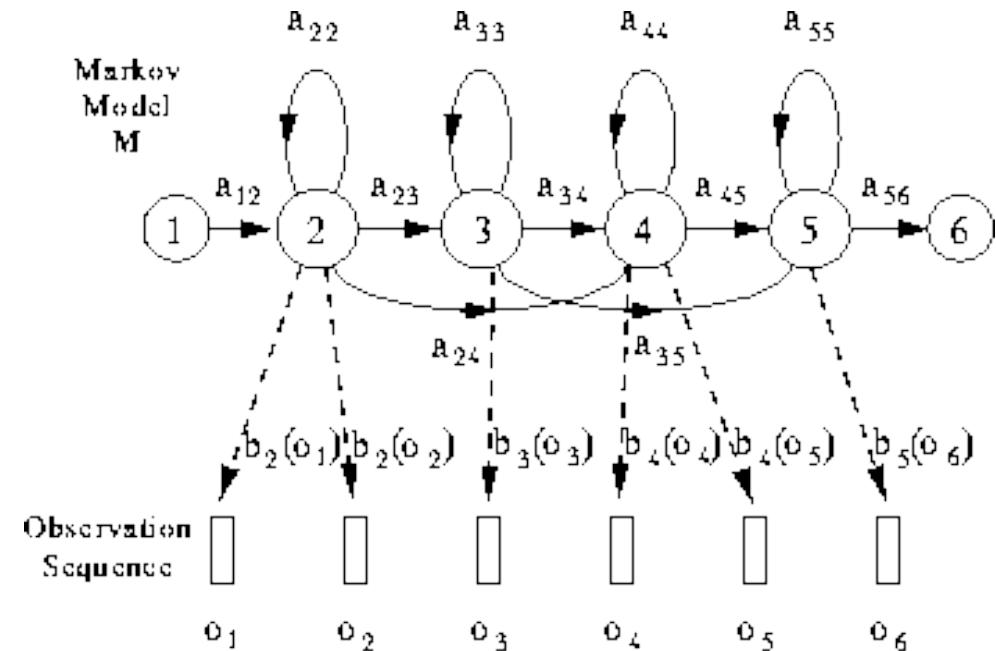 a22 a33 a44 a55
Markov
Model
M
a12 a23 a34 a45 a56
1 2 3 4 5 6
a24 a35
b2(o1) b2(o2) b3(o3) b4(o4) b4(o5) b5(o6)
Observation
Sequence
o1 o2 o3 o4 o5 o6